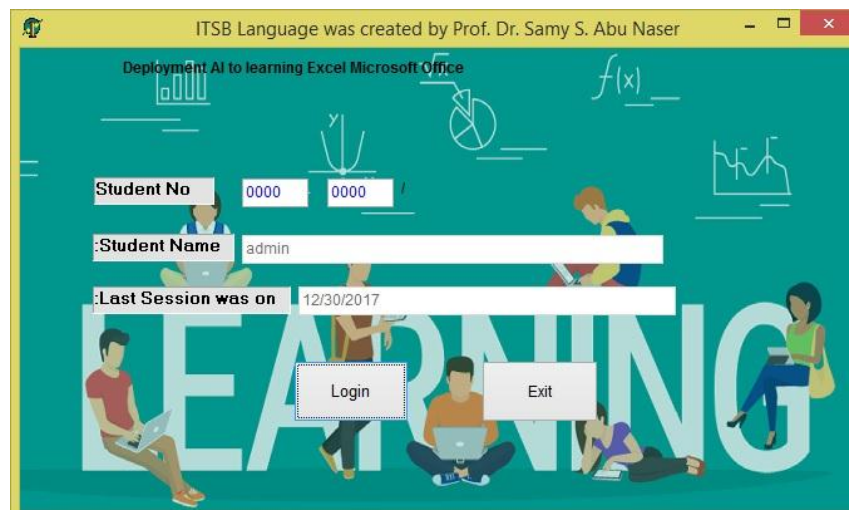 ITSB Language was created by Prof. Dr. Samy S. Abu Naser
Deployment AI to learning Excel Microsoft Office
f(x)
y
Student No 0000 0000 /
:Student Name admin
:Last Session was on 12/30/2017
LEARNING
Login Exit